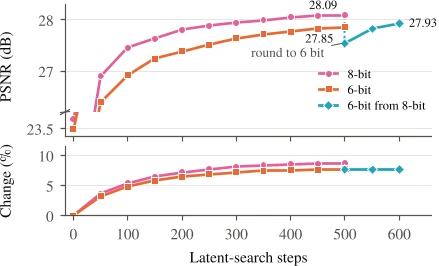 28.09
28
27.93
27.85
round to 6 bit
27
8-bit
6-bit
6-bit from 8-bit
23.5
PSNR (dB)
10
5
0
Change (%)
0 100 200 300 400 500 600
Latent-search steps